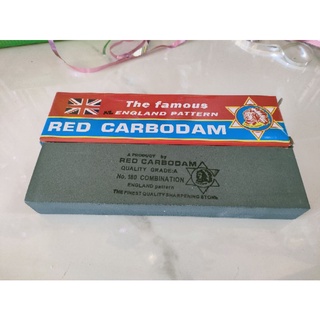 The famous
ENGLAND PATTERN
RED CARBODAM
A PRODUCT by
RED CARBODAM
QUALITY GRADE:A
No. 180 COMBINATION
ENGLAND pattern
THE FINEST QUALITY SHARPENING STONE